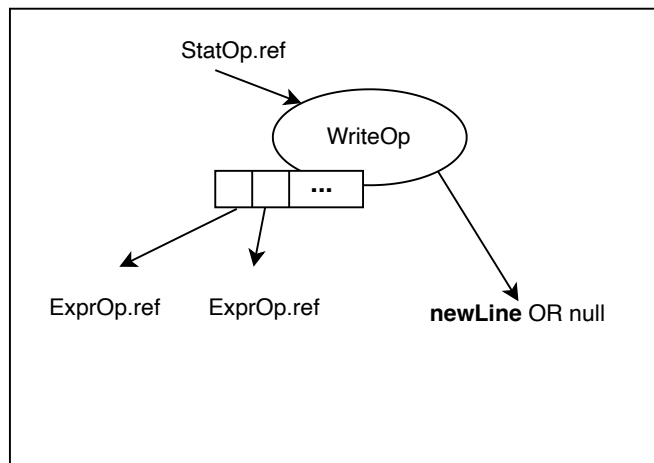 StatOp.ref
WriteOp
...
ExprOp.ref ExprOp.ref
newLine OR null